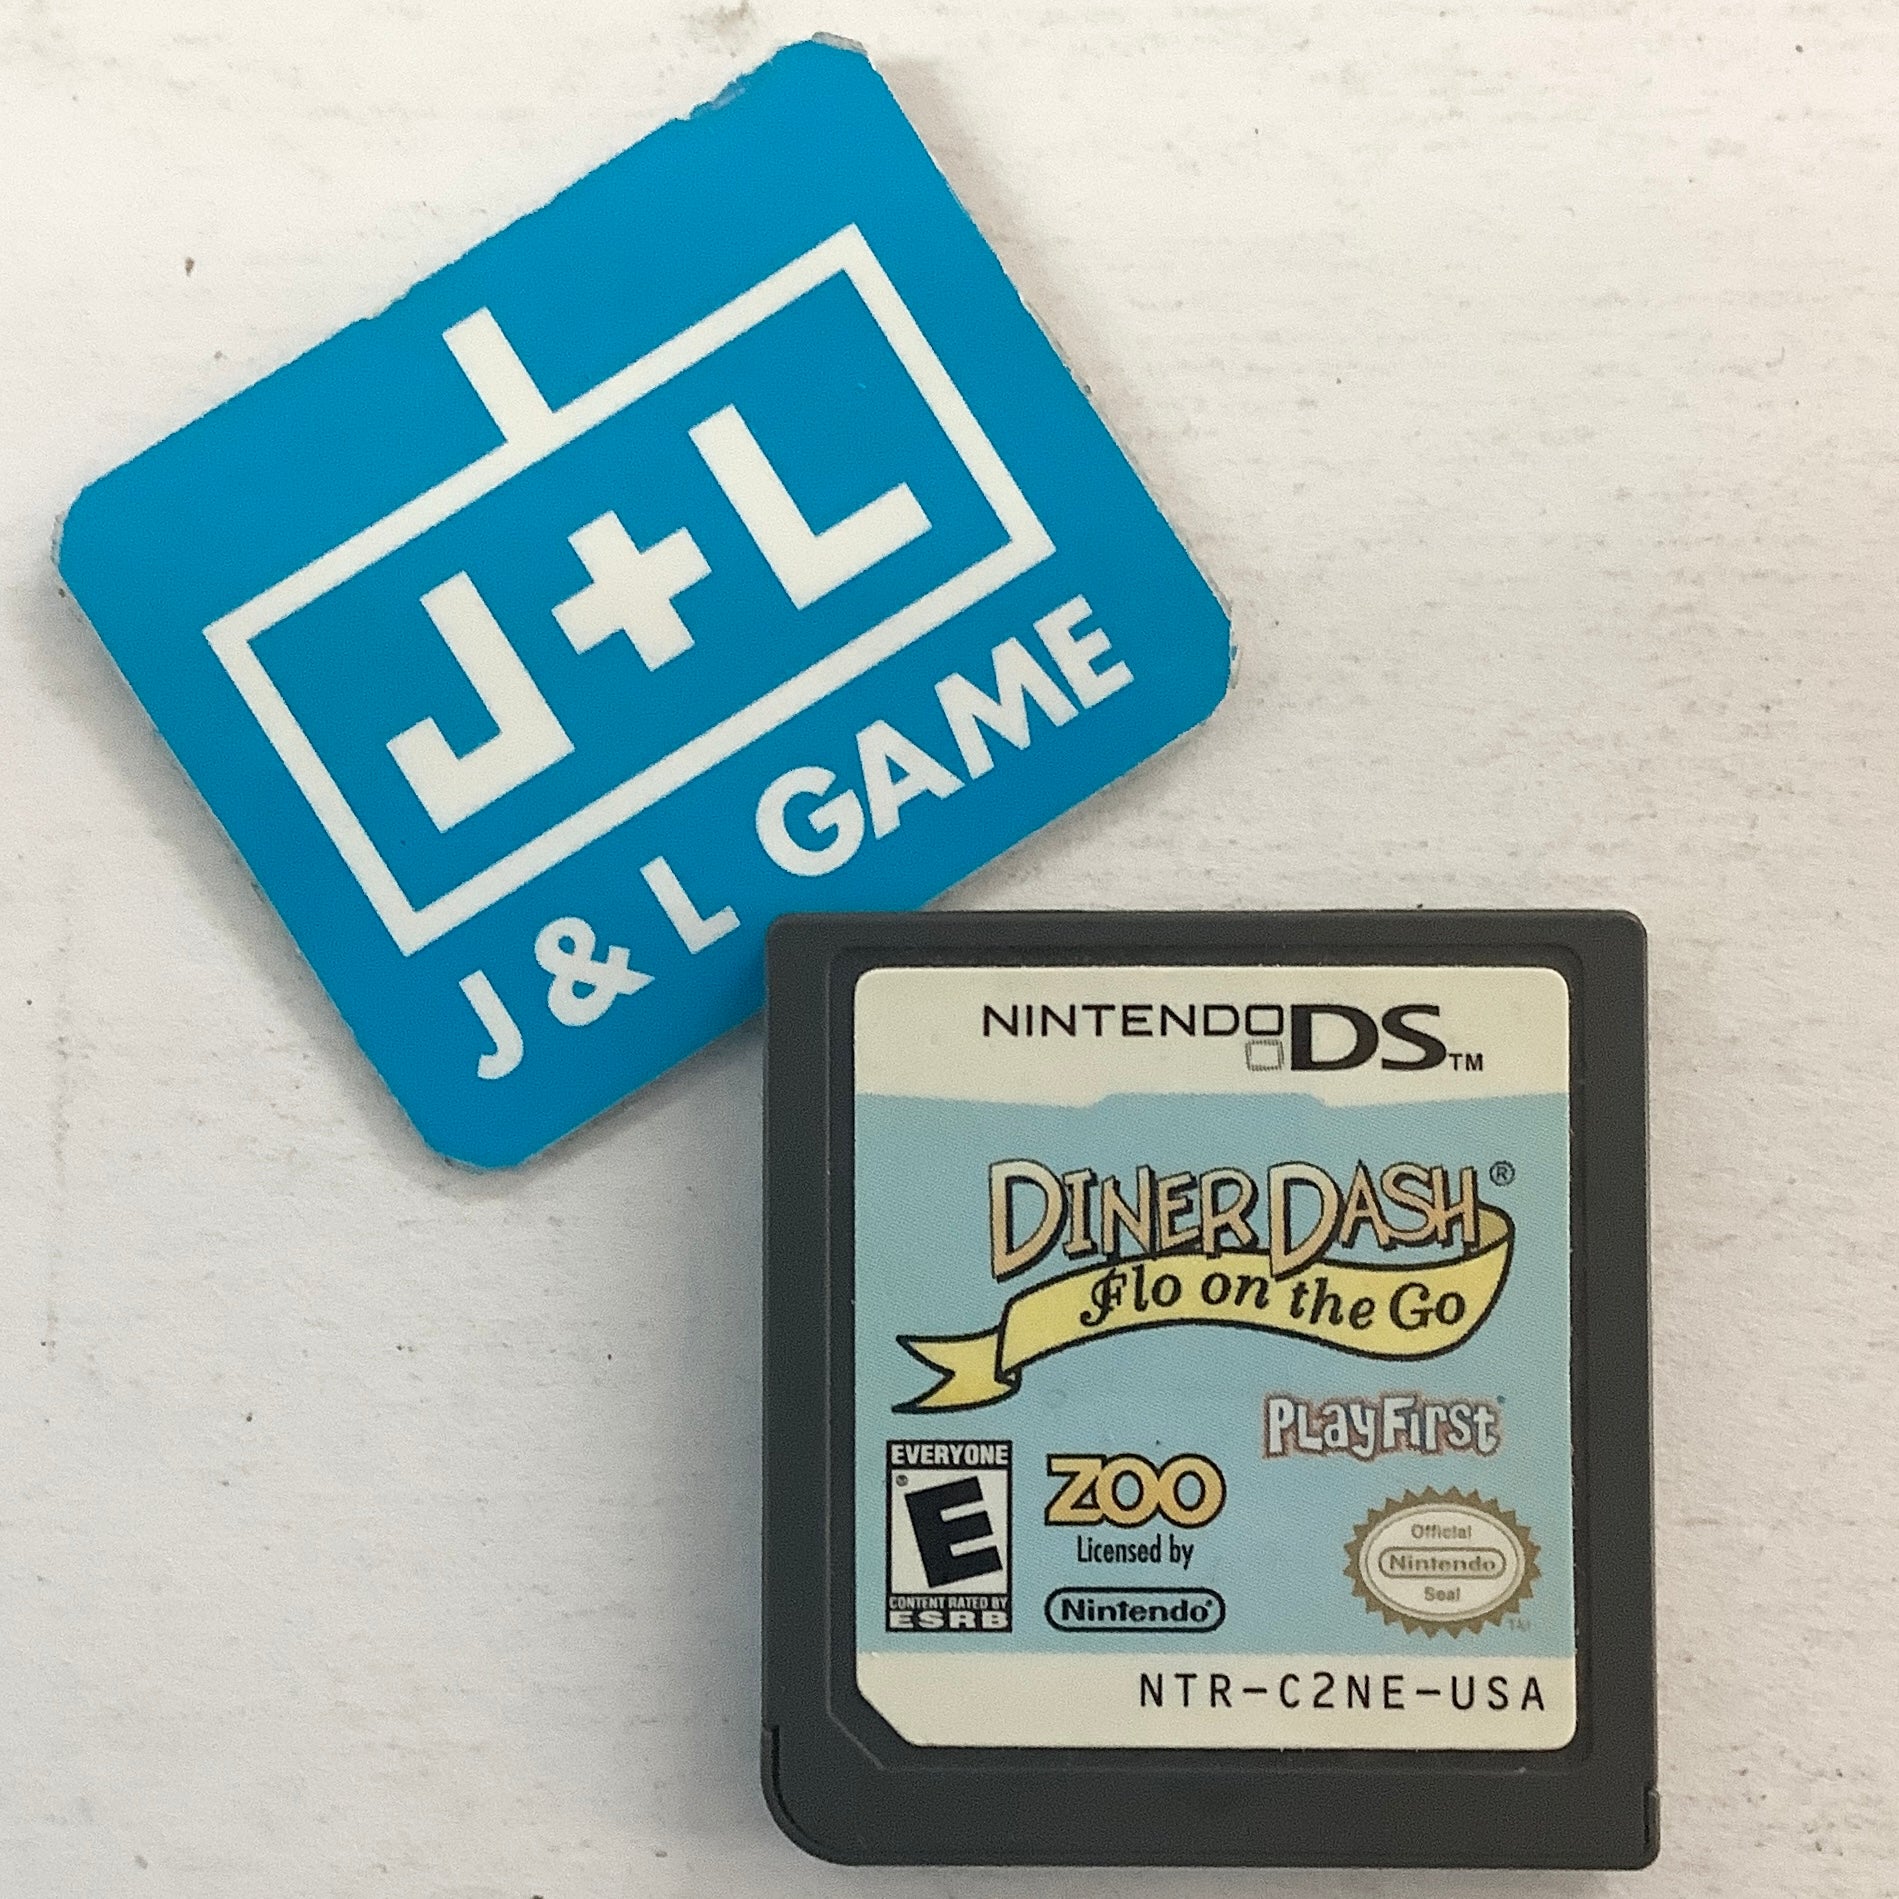 J+L
J & L GAME
NINTENDO DS™
DINER DASH®
Flo on the Go
PLAYFIRST
EVERYONE
E
CONTENT RATED BY
ESRB
ZOO
Licensed by
Nintendo®
Official
Nintendo
Seal
TM
NTR-C2NE-USA